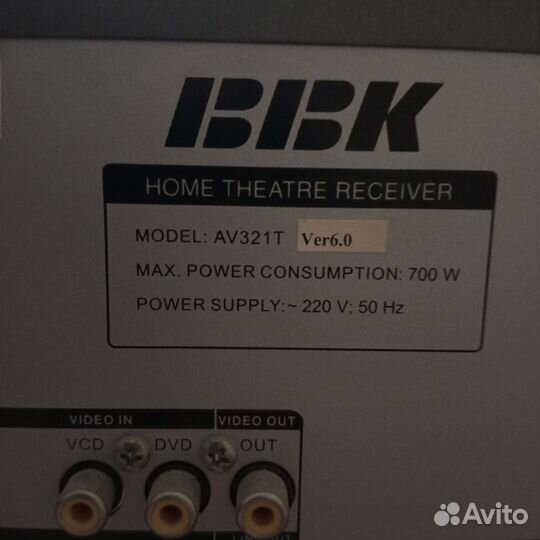 BBK
HOME THEATRE RECEIVER
MODEL: AV321T Ver6.0
MAX. POWER CONSUMPTION: 700 W
POWER SUPPLY:~ 220 V; 50 Hz
VIDEO IN VIDEO OUT
VCD DVD OUT
Avito